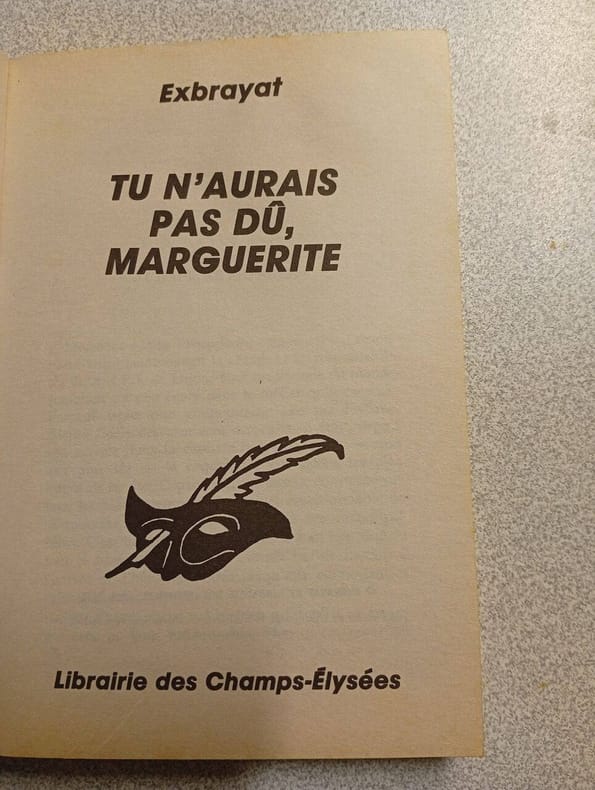 Exbrayat
TU N'AURAIS
PAS DÛ,
MARGUERITE
Librairie des Champs-Élysées